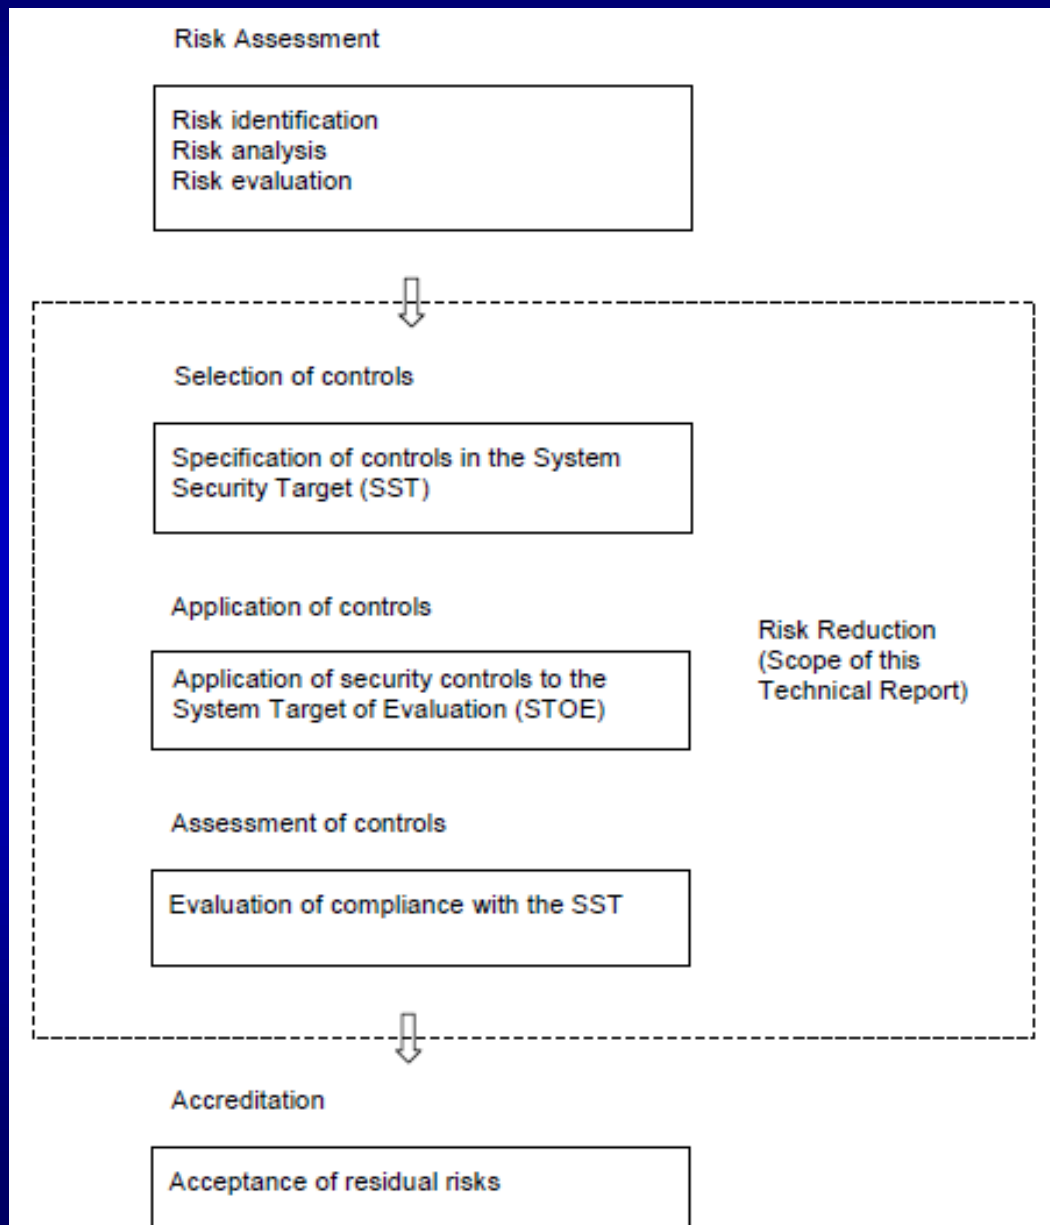 Risk Assessment
Risk identification
Risk analysis
Risk evaluation
Selection of controls
Specification of controls in the System
Security Target (SST)
Application of controls
Application of security controls to the
System Target of Evaluation (STOE)
Risk Reduction
(Scope of this
Technical Report)
Assessment of controls
Evaluation of compliance with the SST
Accreditation
Acceptance of residual risks